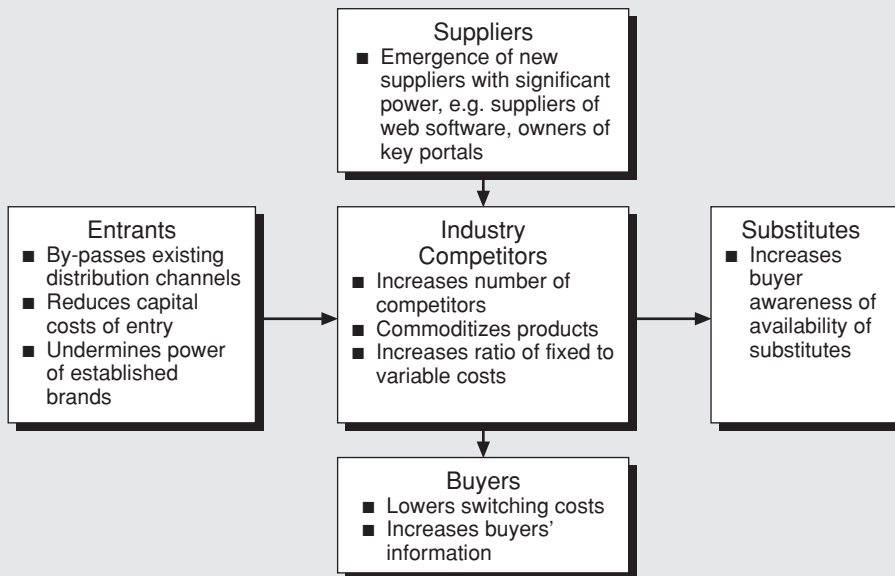 Suppliers
■ Emergence of new
suppliers with significant
power, e.g. suppliers of
web software, owners of
key portals
Entrants
■ By-passes existing
distribution channels
■ Reduces capital
costs of entry
■ Undermines power
of established
brands
Industry
Competitors
■ Increases number of
competitors
■ Commoditizes products
■ Increases ratio of fixed to
variable costs
Substitutes
■ Increases
buyer
awareness of
availability of
substitutes
Buyers
■ Lowers switching costs
■ Increases buyers’
information